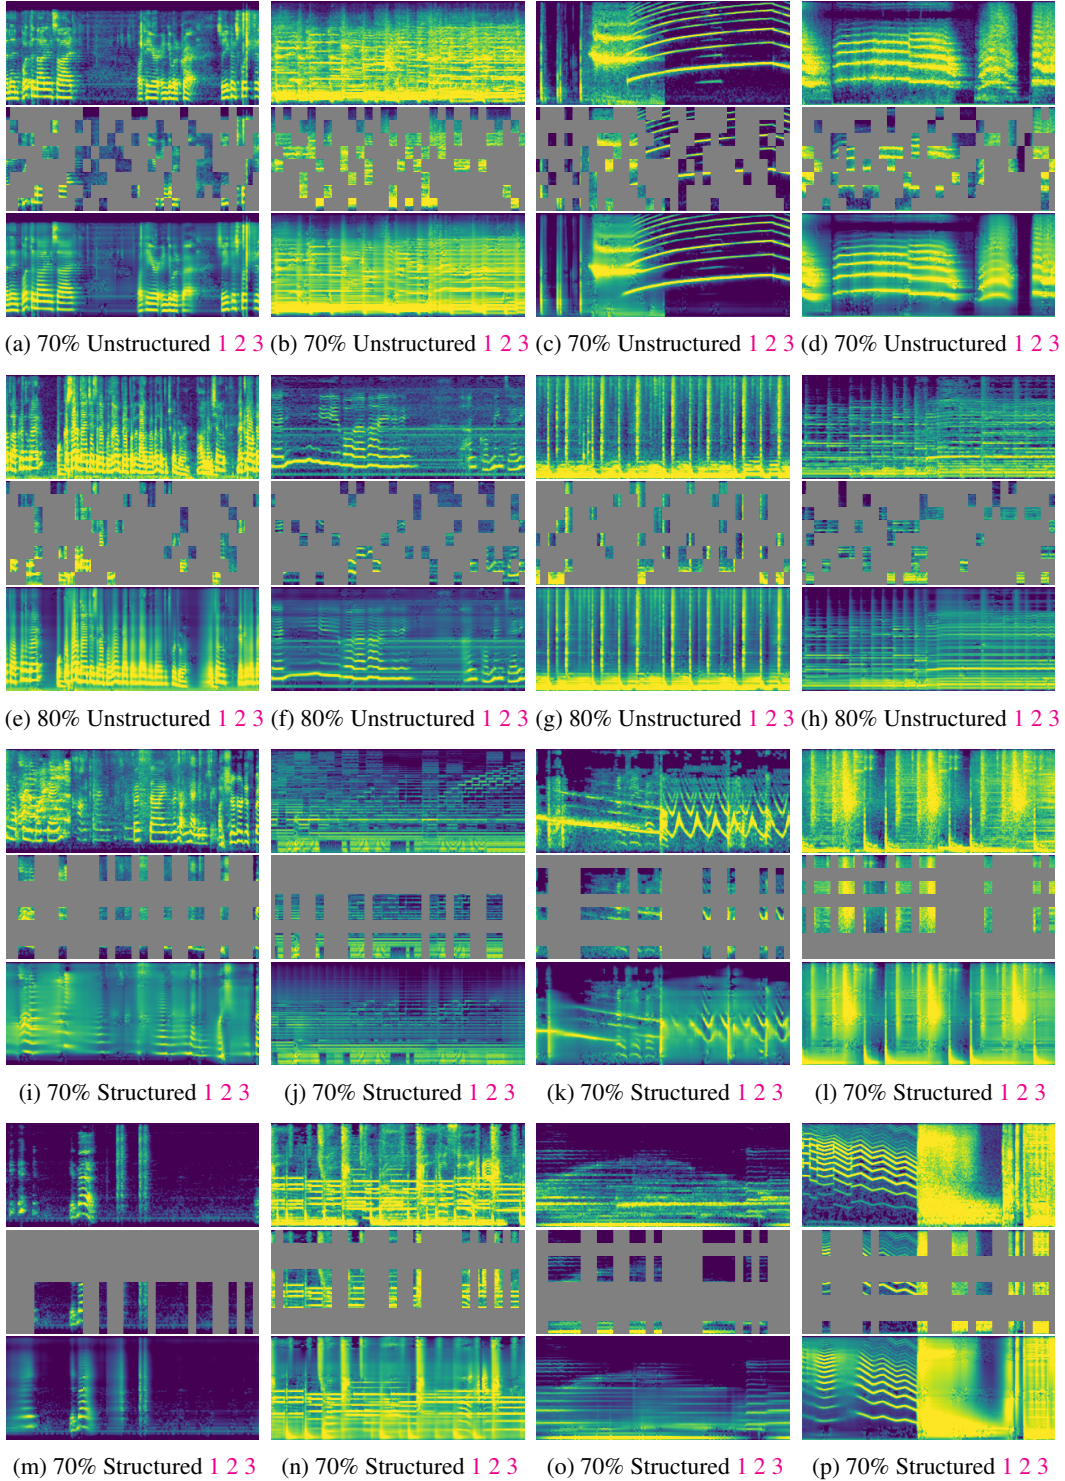 (a) 70% Unstructured 1 2 3 (b) 70% Unstructured 1 2 3 (c) 70% Unstructured 1 2 3 (d) 70% Unstructured 1 2 3
(e) 80% Unstructured 1 2 3 (f) 80% Unstructured 1 2 3 (g) 80% Unstructured 1 2 3 (h) 80% Unstructured 1 2 3
(i) 70% Structured 1 2 3 (j) 70% Structured 1 2 3 (k) 70% Structured 1 2 3 (l) 70% Structured 1 2 3
(m) 70% Structured 1 2 3 (n) 70% Structured 1 2 3 (o) 70% Structured 1 2 3 (p) 70% Structured 1 2 3